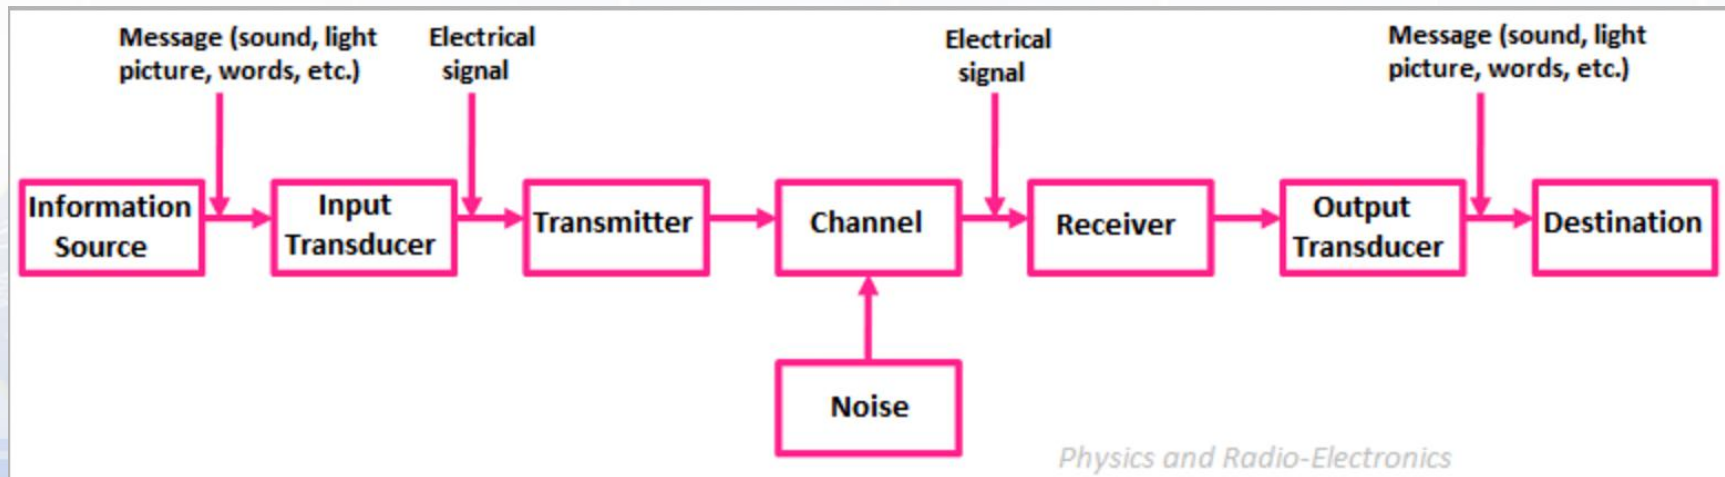 Message (sound, light
picture, words, etc.)
Electrical
signal
Electrical
signal
Message (sound, light
picture, words, etc.)
Information
Source
Input
Transducer
Transmitter
Channel
Receiver
Output
Transducer
Destination
Noise
Physics and Radio-Electronics